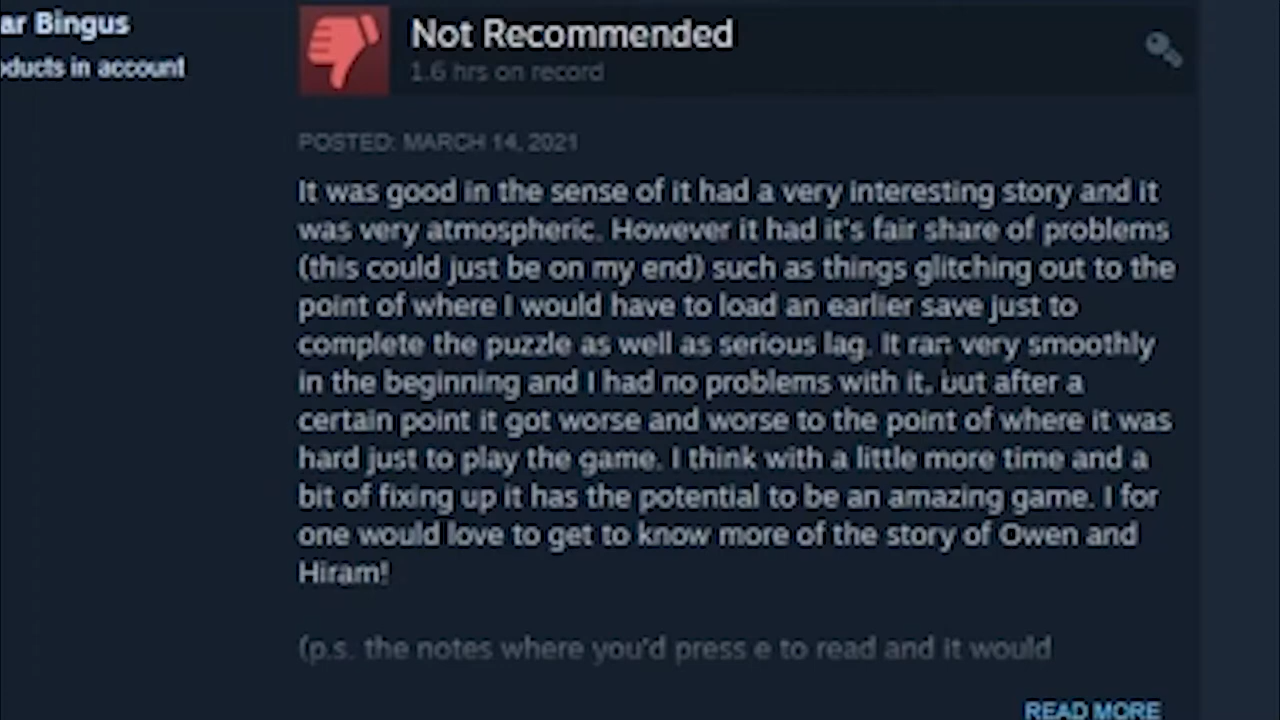 ar Bingus
oducts in account
Not Recommended
1.6 hrs on record
POSTED: MARCH 14, 2021
It was good in the sense of it had a very interesting story and it
was very atmospheric. However it had it's fair share of problems
(this could just be on my end) such as things glitching out to the
point of where I would have to load an earlier save just to
complete the puzzle as well as serious lag. It ran very smoothly
in the beginning and I had no problems with it, but after a
certain point it got worse and worse to the point of where it was
hard just to play the game. I think with a little more time and a
bit of fixing up it has the potential to be an amazing game. I for
one would love to get to know more of the story of Owen and
Hiram!
(p.s. the notes where you'd press e to read and it would
READ MORE